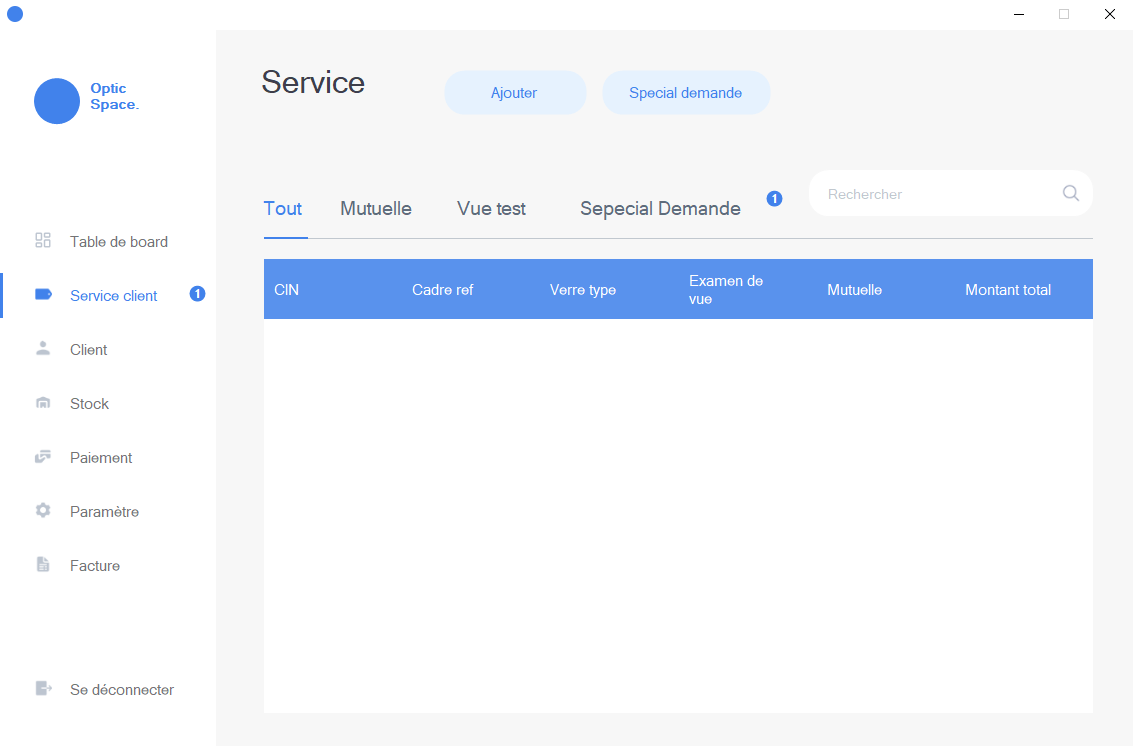 Optic
Space.
Service
Ajouter
Special demande
Tout
Mutuelle
Vue test
Sepecial Demande
1
Rechercher
Table de board
Service client
1
Client
Stock
Paiement
Paramètre
Facture
Se déconnecter
CIN
Cadre ref
Verre type
Examen de
vue
Mutuelle
Montant total